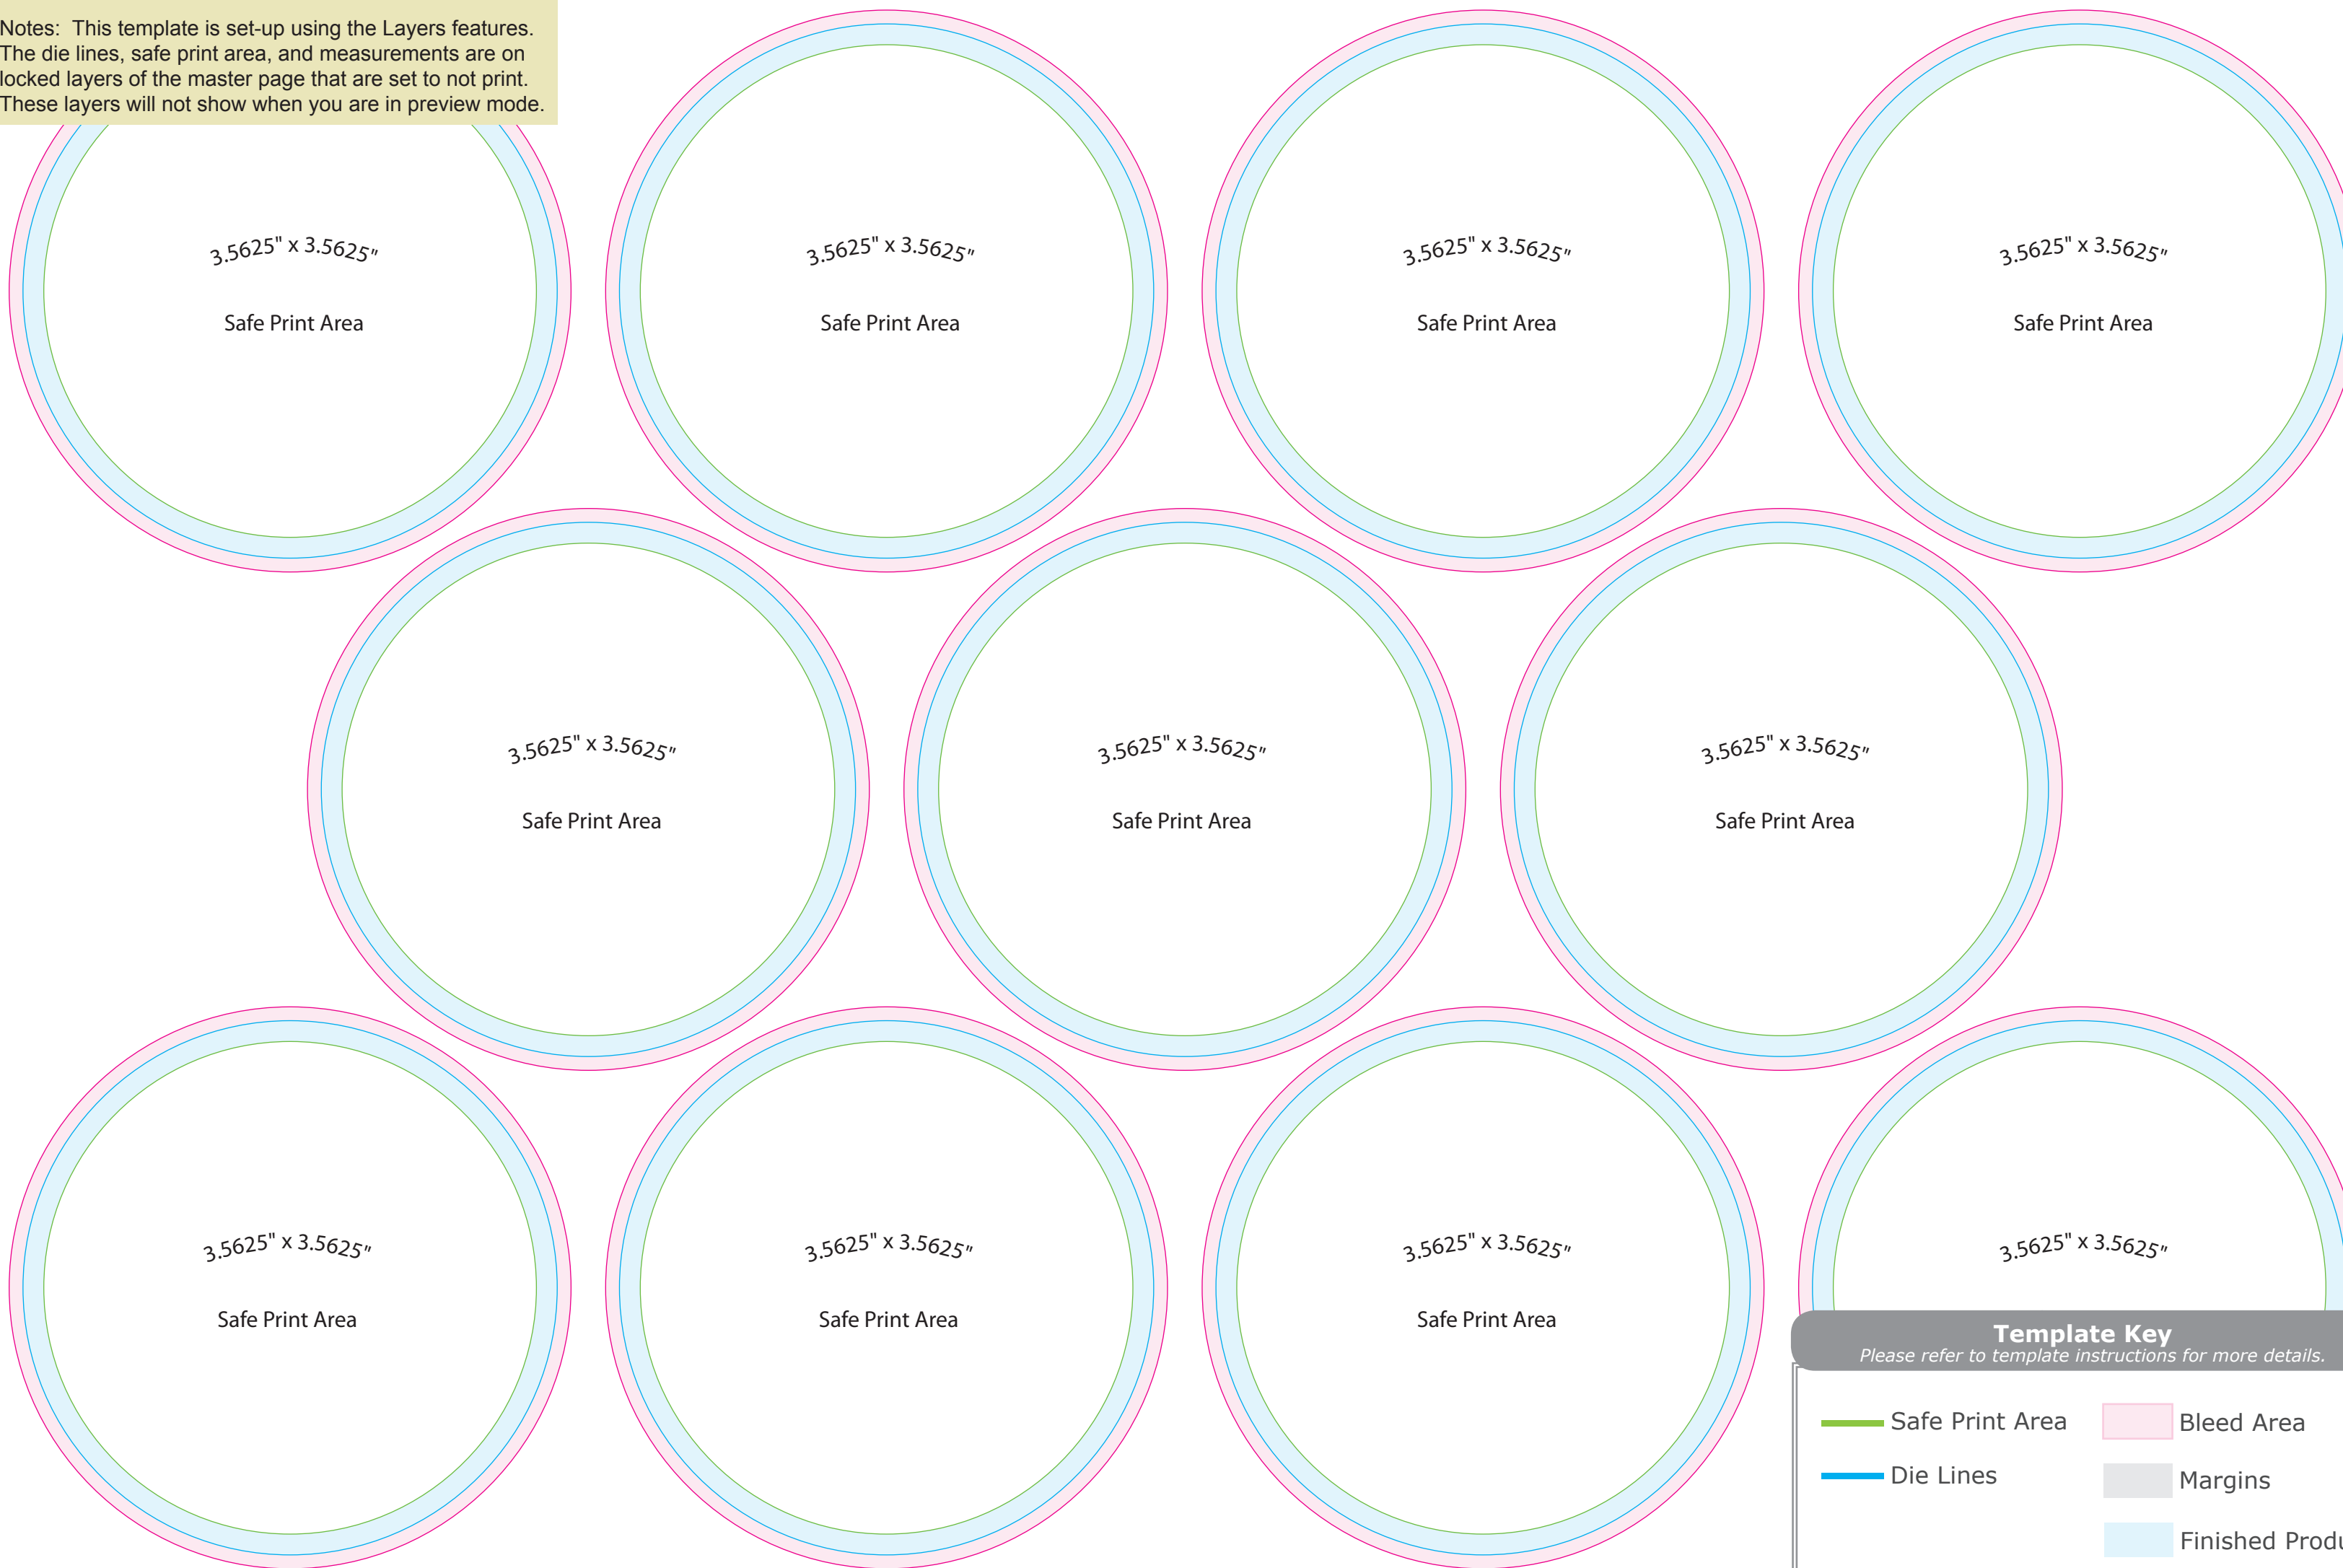 Notes: This template is set-up using the Layers features.
The die lines, safe print area, and measurements are on
locked layers of the master page that are set to not print.
These layers will not show when you are in preview mode.
3.5625" x 3.5625"
Safe Print Area
3.5625" x 3.5625"
Safe Print Area
3.5625" x 3.5625"
Safe Print Area
3.5625" x 3.5625"
Safe Print Area
3.5625" x 3.5625"
Safe Print Area
3.5625" x 3.5625"
Safe Print Area
3.5625" x 3.5625"
Safe Print Area
3.5625" x 3.5625"
Safe Print Area
3.5625" x 3.5625"
Safe Print Area
3.5625" x 3.5625"
Safe Print Area
3.5625" x 3.5625"
Template Key
Please refer to template instructions for more details.
Safe Print Area
Bleed Area
Die Lines
Margins
Finished Produ